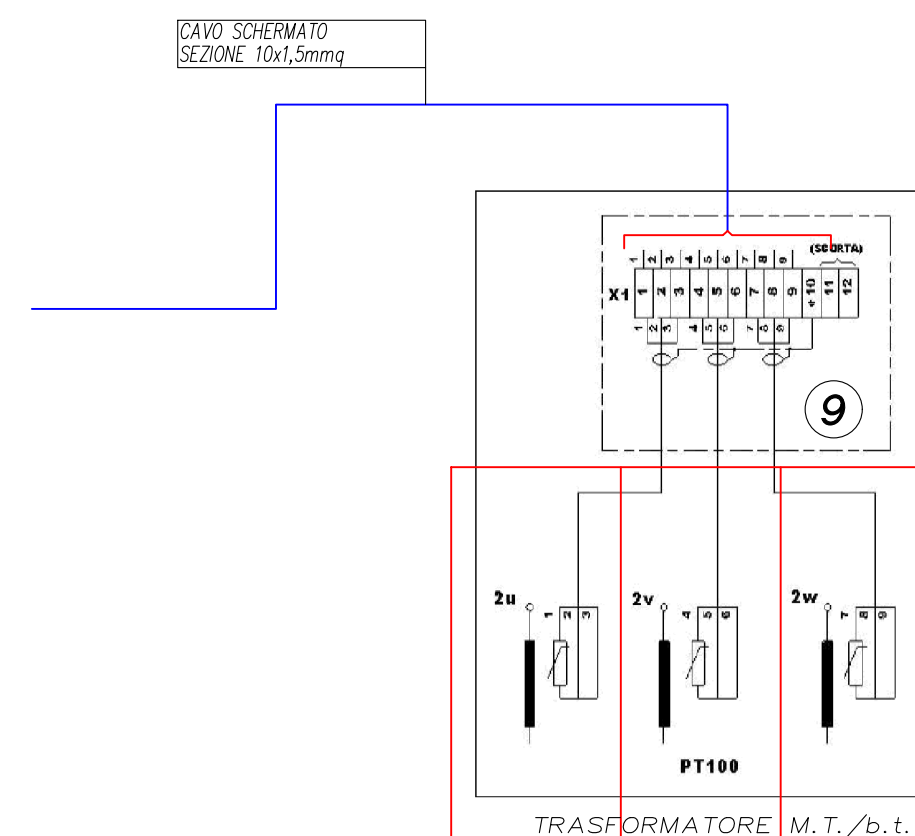 CAVO SCHERMATO
SEZIONE 10x1,5mmq
(SCORTA)
1 2 3 4 5 6 7 8 9
X1 1 2 3 4 5 6 7 8 9 10 11 12
1 2 3 4 5 6 7 8 9
9
2u 1 2 3
2v 4 5 6
2w 7 8 9
PT100
TRASFORMATORE M.T./b.t.